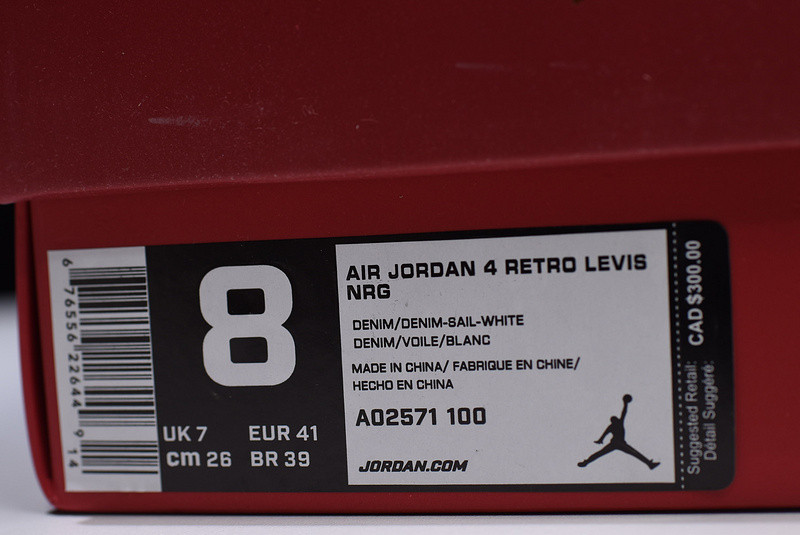 6 76556 22644 9 14
8
UK 7 EUR 41
cm 26 BR 39
AIR JORDAN 4 RETRO LEVIS
NRG
DENIM/DENIM-SAIL-WHITE
DENIM/VOILE/BLANC
MADE IN CHINA/ FABRIQUE EN CHINE/
HECHO EN CHINA
AO2571 100
JORDAN.COM
Suggested Retail:
Détail Suggéré:
CAD $300.00